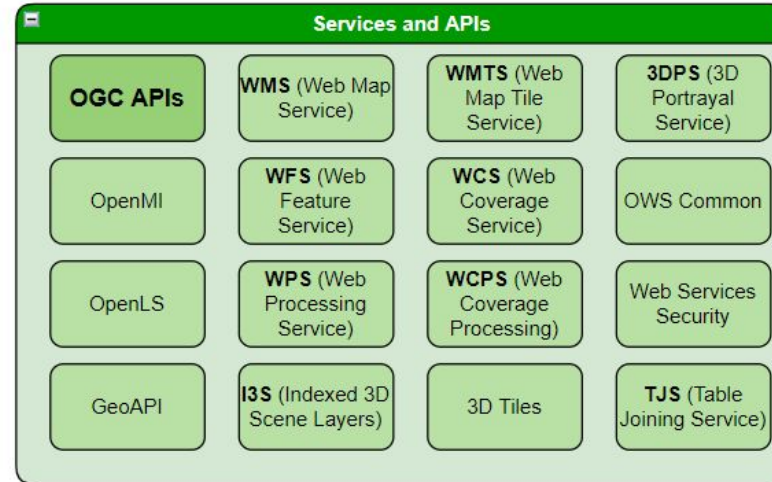 Services and APIs
OGC APIs
WMS (Web Map
Service)
WMTS (Web
Map Tile
Service)
3DPS (3D
Portrayal
Service)
OpenMI
WFS (Web
Feature
Service)
WCS (Web
Coverage
Service)
OWS Common
OpenLS
WPS (Web
Processing
Service)
WCPS (Web
Coverage
Processing)
Web Services
Security
GeoAPI
I3S (Indexed 3D
Scene Layers)
3D Tiles
TJS (Table
Joining Service)